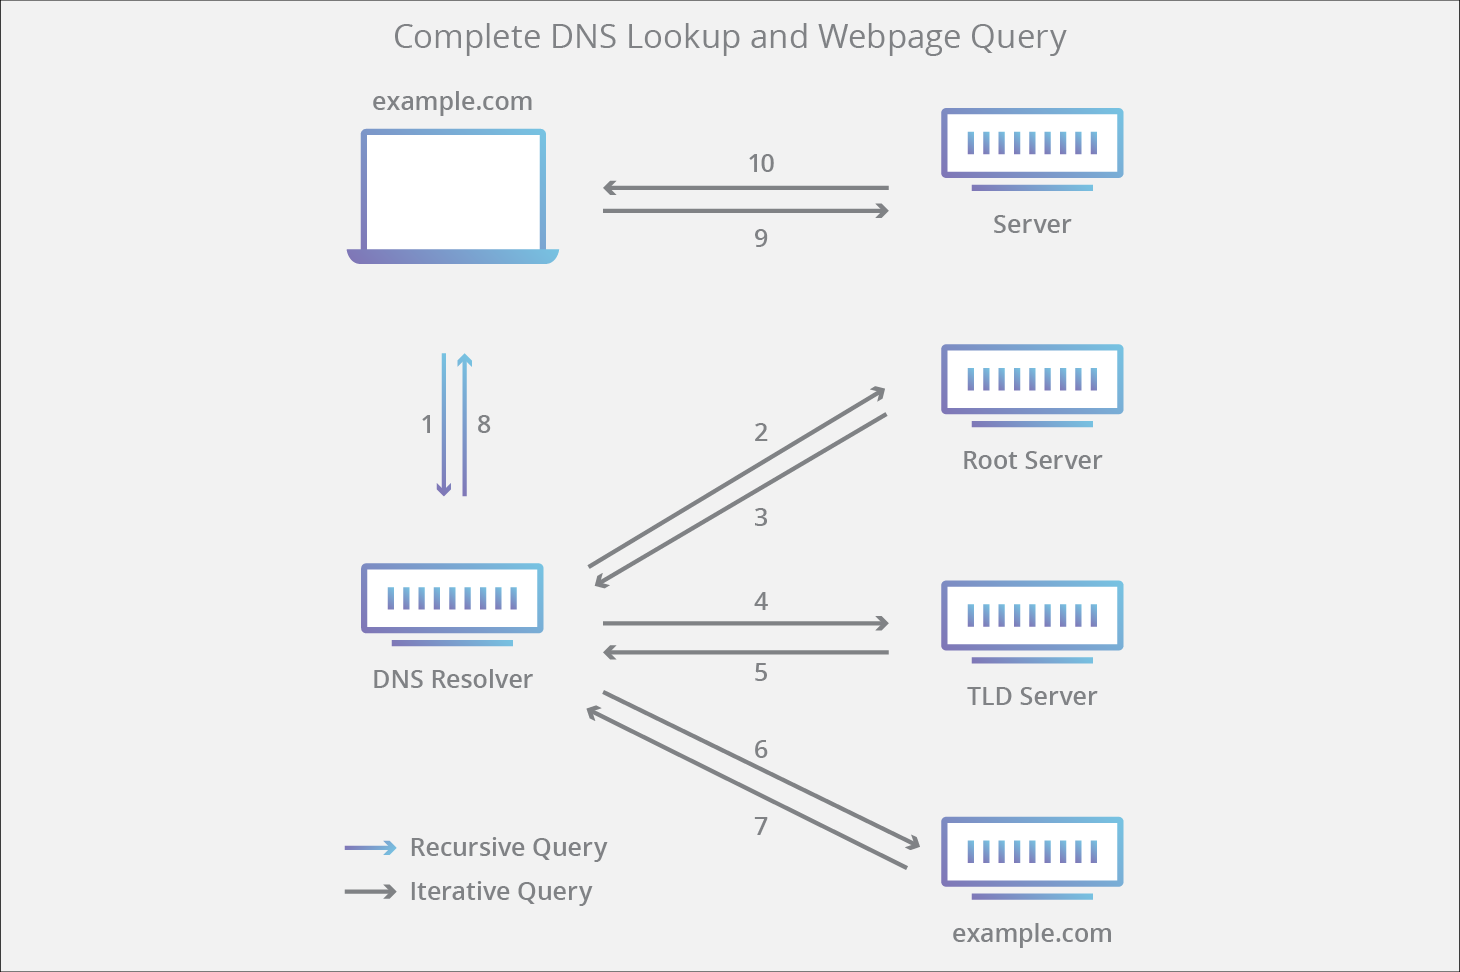 Complete DNS Lookup and Webpage Query
example.com
10
9
Server
1
8
2
3
Root Server
DNS Resolver
4
5
TLD Server
6
7
example.com
Recursive Query
Iterative Query